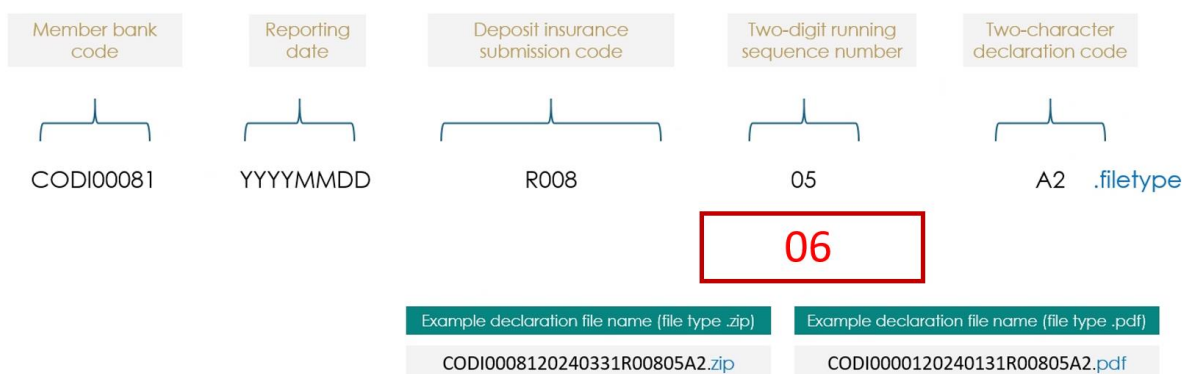 Member bank
code
Reporting
date
Deposit insurance
submission code
Two-digit running
sequence number
Two-character
declaration code
CODI00081 YYYYMMDD R008 05 A2 .filetype
06
Example declaration file name (file type .zip)
CODI0008120240331R00805A2.zip
Example declaration file name (file type .pdf)
CODI0000120240131R00805A2.pdf